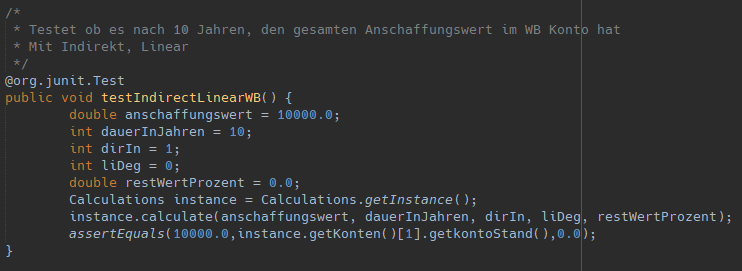 /*
 * Testet ob es nach 10 Jahren, den gesamten Anschaffungswert im WB Konto hat
 * Mit Indirekt, Linear
 */
@org.junit.Test
public void testIndirectLinearWB() {
        double anschaffungswert = 10000.0;
        int dauerInJahren = 10;
        int dirIn = 1;
        int liDeg = 0;
        double restWertProzent = 0.0;
        Calculations instance = Calculations.getInstance();
        instance.calculate(anschaffungswert, dauerInJahren, dirIn, liDeg, restWertProzent);
        assertEquals(10000.0,instance.getKonten()[1].getkontoStand(),0.0);
}